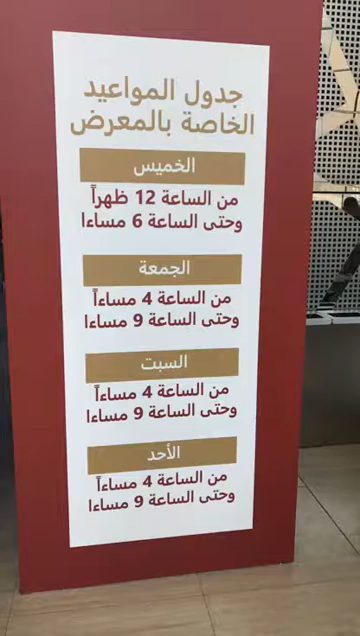 جدول المواعيد
الخاصة بالمعرض
الخميس
من الساعة 12 ظهراً
وحتى الساعة 6 مساءا
الجمعة
من الساعة 4 مساءاً
وحتى الساعة 9 مساءا
السبت
من الساعة 4 مساءاً
وحتى الساعة 9 مساءا
الأحد
من الساعة 4 مساءاً
وحتى الساعة 9 مساءا